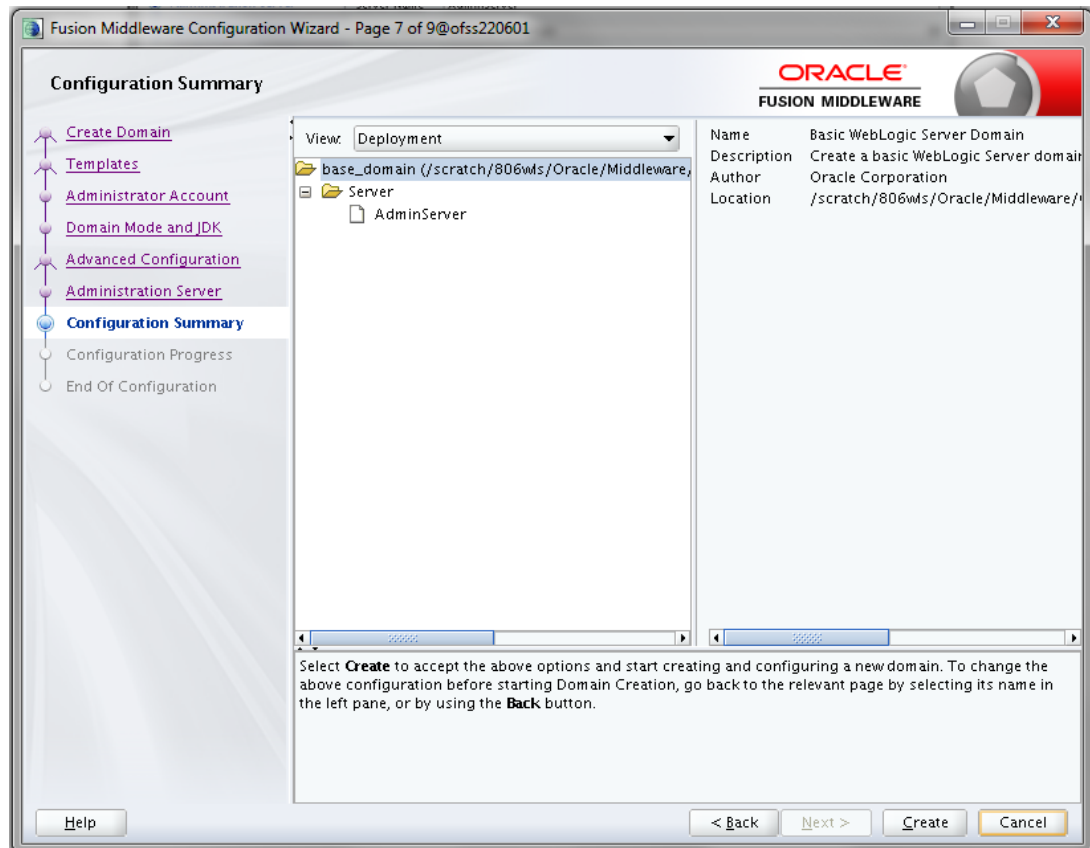 Fusion Middleware Configuration Wizard - Page 7 of 9@ofss220601
Configuration Summary
ORACLE
FUSION MIDDLEWARE
Create Domain
Templates
Administrator Account
Domain Mode and JDK
Advanced Configuration
Administration Server
Configuration Summary
Configuration Progress
End Of Configuration
View: Deployment
base_domain (/scratch/806wls/Oracle/Middleware/
Server
AdminServer
Name Basic WebLogic Server Domain
Description Create a basic WebLogic Server domain
Author Oracle Corporation
Location /scratch/806wls/Oracle/Middleware/
Select Create to accept the above options and start creating and configuring a new domain. To change the
above configuration before starting Domain Creation, go back to the relevant page by selecting its name in
the left pane, or by using the Back button.
Help
< Back
Next >
Create
Cancel